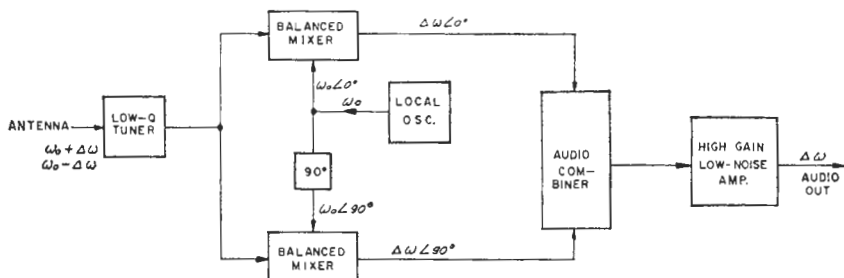 BALANCED
MIXER
Δω∠0°
ω₀∠0°
ω₀
LOCAL
OSC.
ANTENNA
LOW-Q
TUNER
ω₀+Δω
ω₀-Δω
90°
ω₀∠90°
AUDIO
COM-
BINER
HIGH GAIN
LOW-NOISE
AMP.
Δω
AUDIO
OUT
BALANCED
MIXER
Δω∠90°